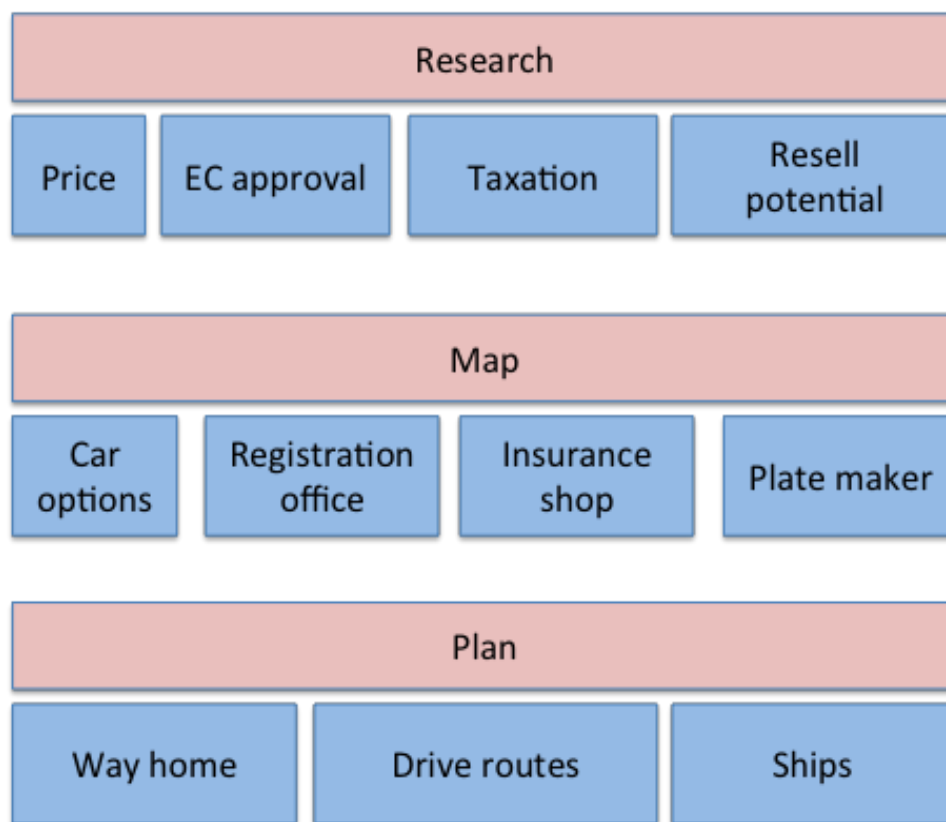 Research
Price
EC approval
Taxation
Resell
potential
Map
Car
options
Registration
office
Insurance
shop
Plate maker
Plan
Way home
Drive routes
Ships